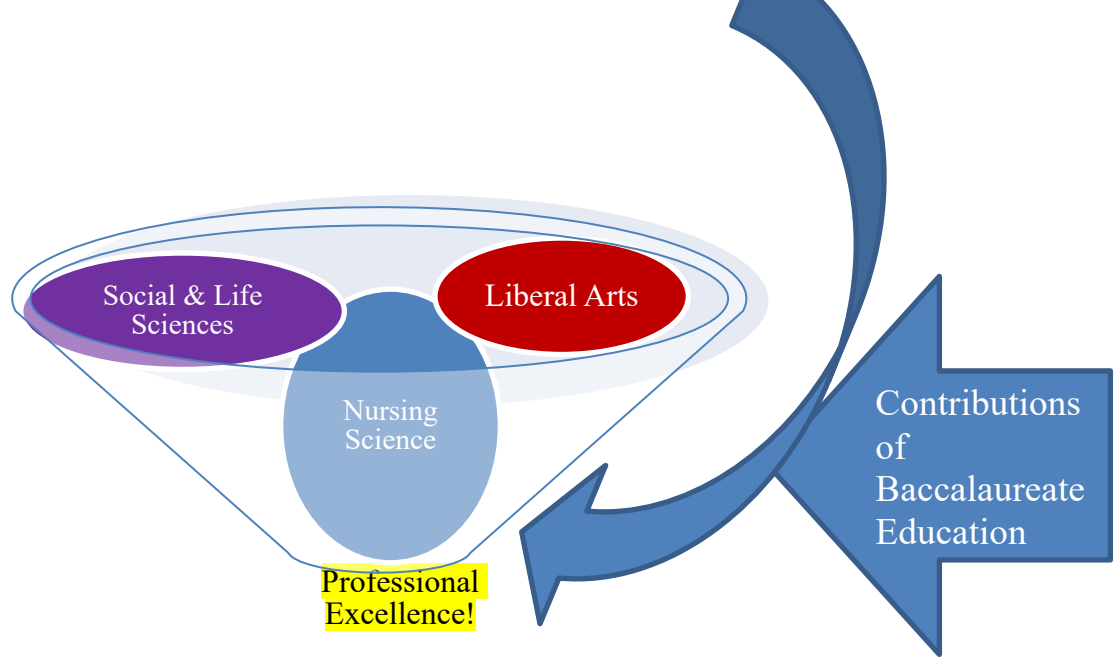 Social & Life
Sciences
Liberal Arts
Nursing
Science
Contributions
of
Baccalaureate
Education
Professional
Excellence!